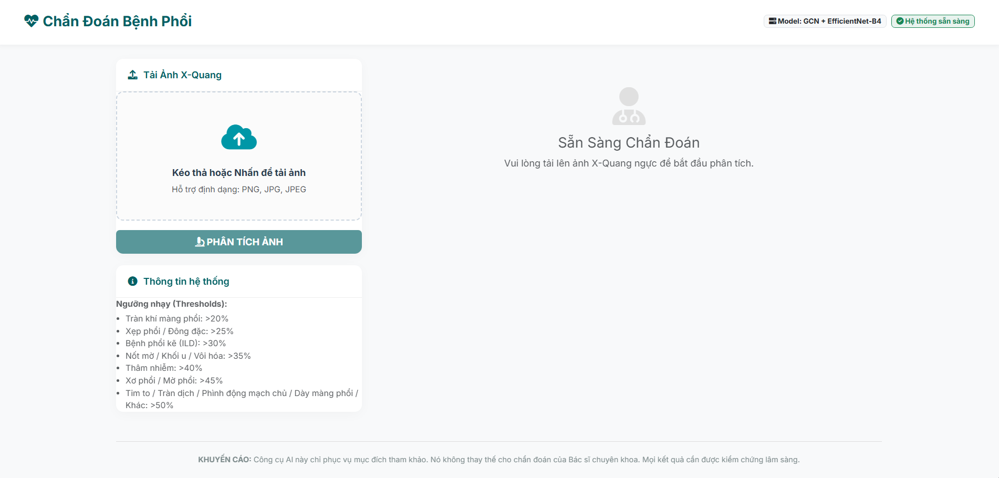 Chẩn Đoán Bệnh Phổi
Model: GCN + EfficientNet-B4
Hệ thống sẵn sàng
Tải Ảnh X-Quang
Kéo thả hoặc Nhấn để tải ảnh
Hỗ trợ định dạng: PNG, JPG, JPEG
PHÂN TÍCH ẢNH
Sẵn Sàng Chẩn Đoán
Vui lòng tải lên ảnh X-Quang ngực để bắt đầu phân tích.
Thông tin hệ thống
Ngưỡng nhạy (Thresholds):
Tràn khí màng phổi: >20%
Xẹp phổi / Đông đặc: >25%
Bệnh phổi kẽ (ILD): >30%
Nốt mờ / Khối u / Vôi hóa: >35%
Thâm nhiễm: >40%
Xơ phổi / Mờ phổi: >45%
Tim to / Tràn dịch / Phình động mạch chủ / Dày màng phổi /
Khác: >50%
KHUYẾN CÁO: Công cụ AI này chỉ phục vụ mục đích tham khảo. Nó không thay thế cho chẩn đoán của Bác sĩ chuyên khoa. Mọi kết quả cần được kiểm chứng lâm sàng.